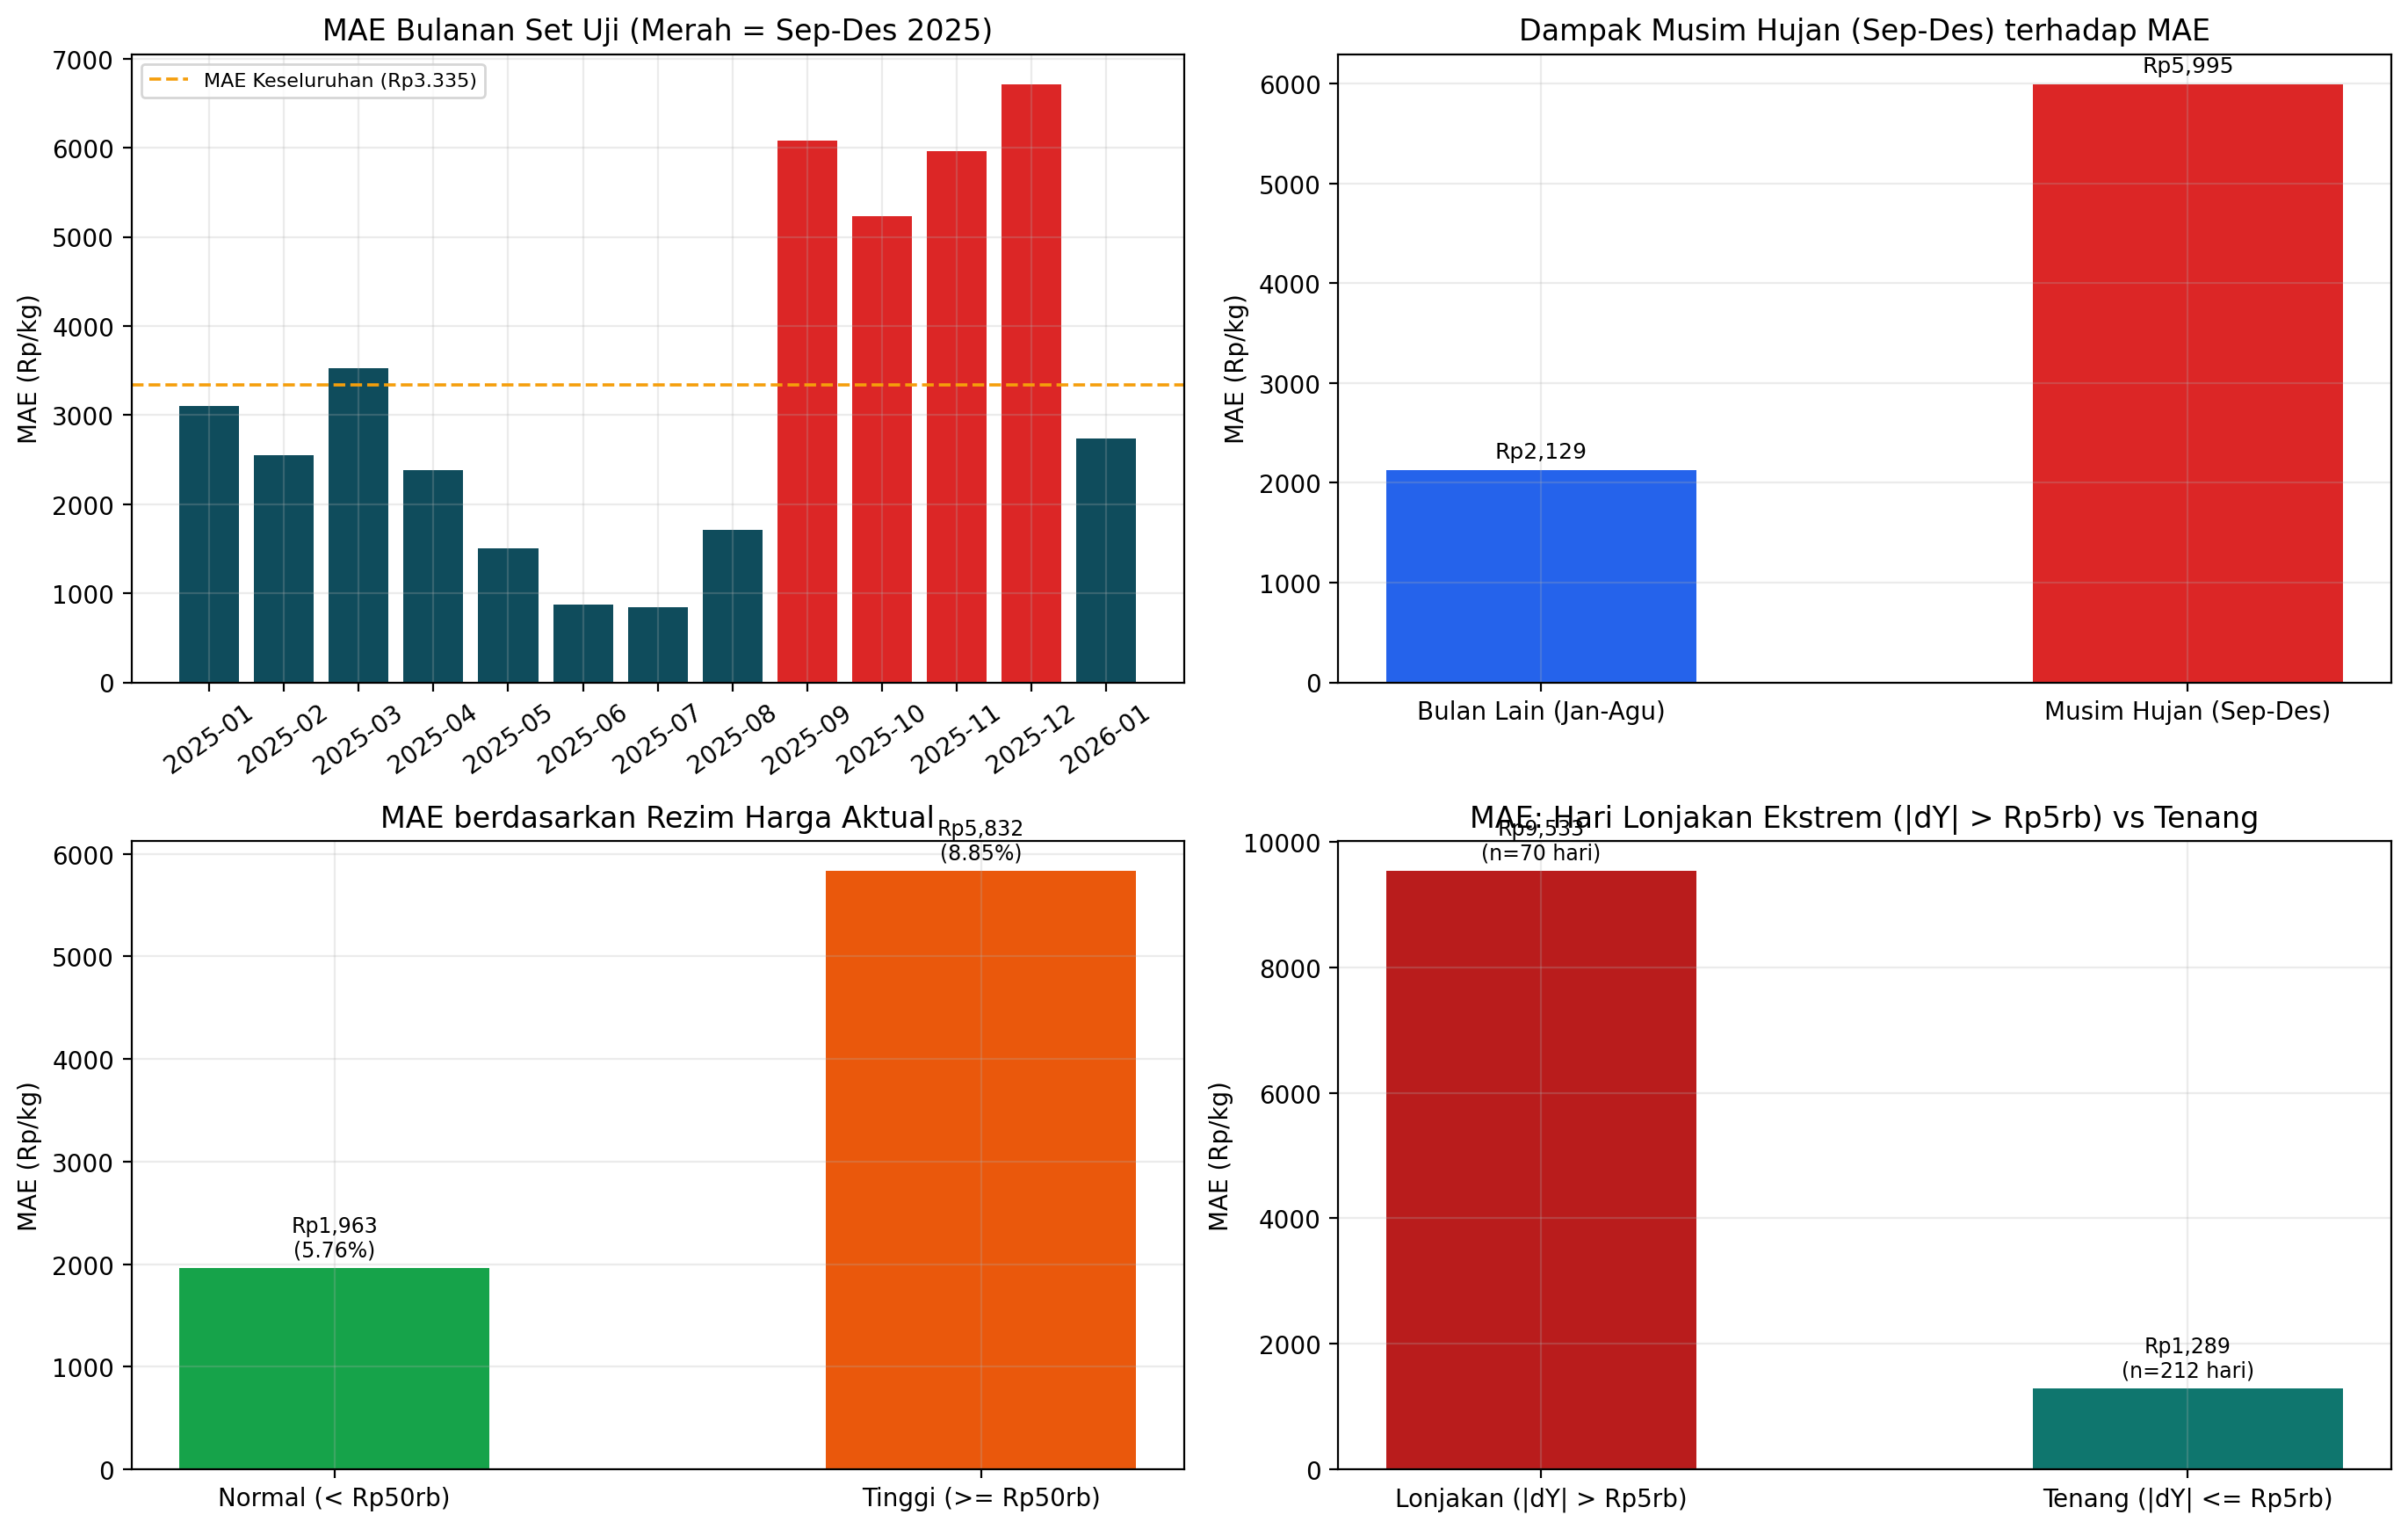 MAE Bulanan Set Uji (Merah = Sep-Des 2025)
MAE Keseluruhan (Rp3.335)
MAE (Rp/kg)
7000
6000
5000
4000
3000
2000
1000
0
2025-01
2025-02
2025-03
2025-04
2025-05
2025-06
2025-07
2025-08
2025-09
2025-10
2025-11
2025-12
2026-01
Dampak Musim Hujan (Sep-Des) terhadap MAE
MAE (Rp/kg)
6000
5000
4000
3000
2000
1000
0
Rp2,129
Rp5,995
Bulan Lain (Jan-Agu)
Musim Hujan (Sep-Des)
MAE berdasarkan Rezim Harga Aktual
MAE (Rp/kg)
6000
5000
4000
3000
2000
1000
0
Rp1,963
(5.76%)
Rp5,832
(8.85%)
Normal (< Rp50rb)
Tinggi (>= Rp50rb)
MAE: Hari Lonjakan Ekstrem (|dY| > Rp5rb) vs Tenang
MAE (Rp/kg)
10000
8000
6000
4000
2000
0
Rp9,533
(n=70 hari)
Rp1,289
(n=212 hari)
Lonjakan (|dY| > Rp5rb)
Tenang (|dY| <= Rp5rb)